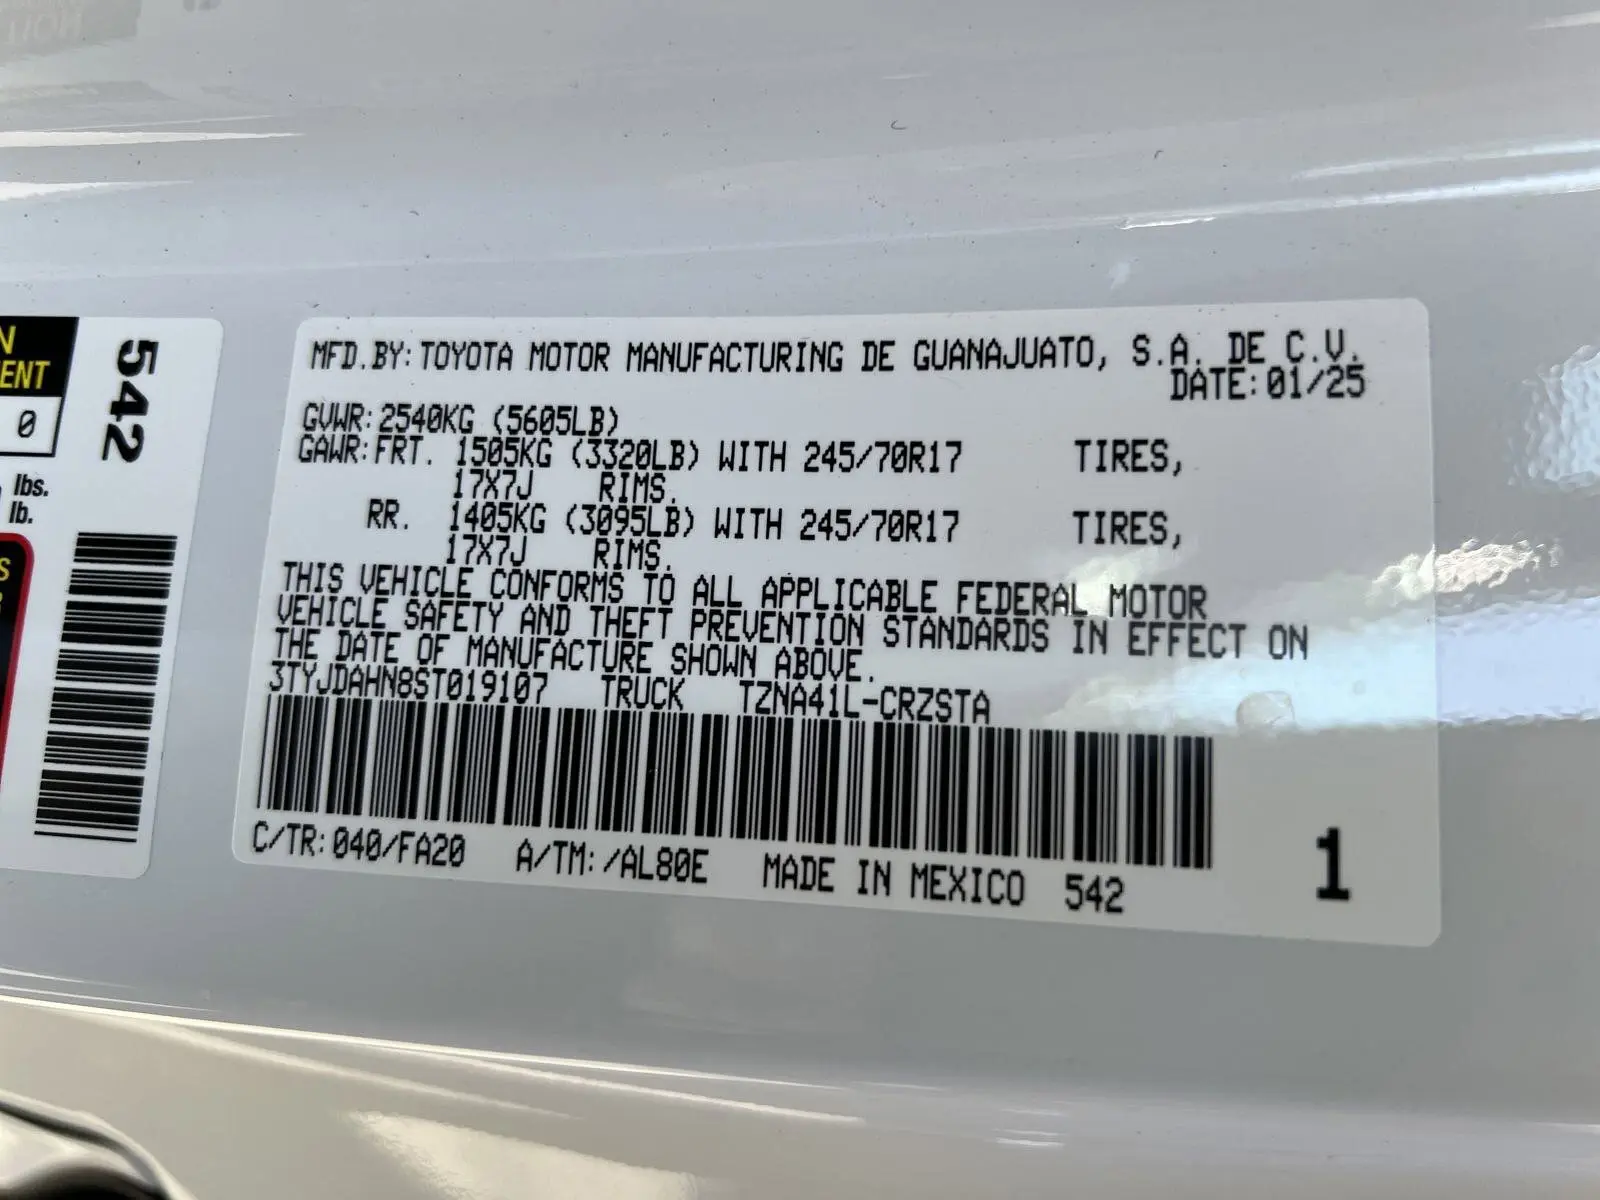 N
ENT
0
lbs.
lb.
S
542
MFD.BY:TOYOTA MOTOR MANUFACTURING DE GUANAJUATO, S.A. DE C.V.
DATE:01/25
GVWR:2540KG (5605LB)
GAWR:FRT. 1505KG (3320LB) WITH 245/70R17 TIRES,
17X7J RIMS.
RR. 1405KG (3095LB) WITH 245/70R17 TIRES,
17X7J RIMS.
THIS VEHICLE CONFORMS TO ALL APPLICABLE FEDERAL MOTOR
VEHICLE SAFETY AND THEFT PREVENTION STANDARDS IN EFFECT ON
THE DATE OF MANUFACTURE SHOWN ABOVE.
3TYJDAHN8ST019107 TRUCK TZNA41L-CRZSTA
C/TR:040/FA20 A/TM:/AL80E MADE IN MEXICO 542
1